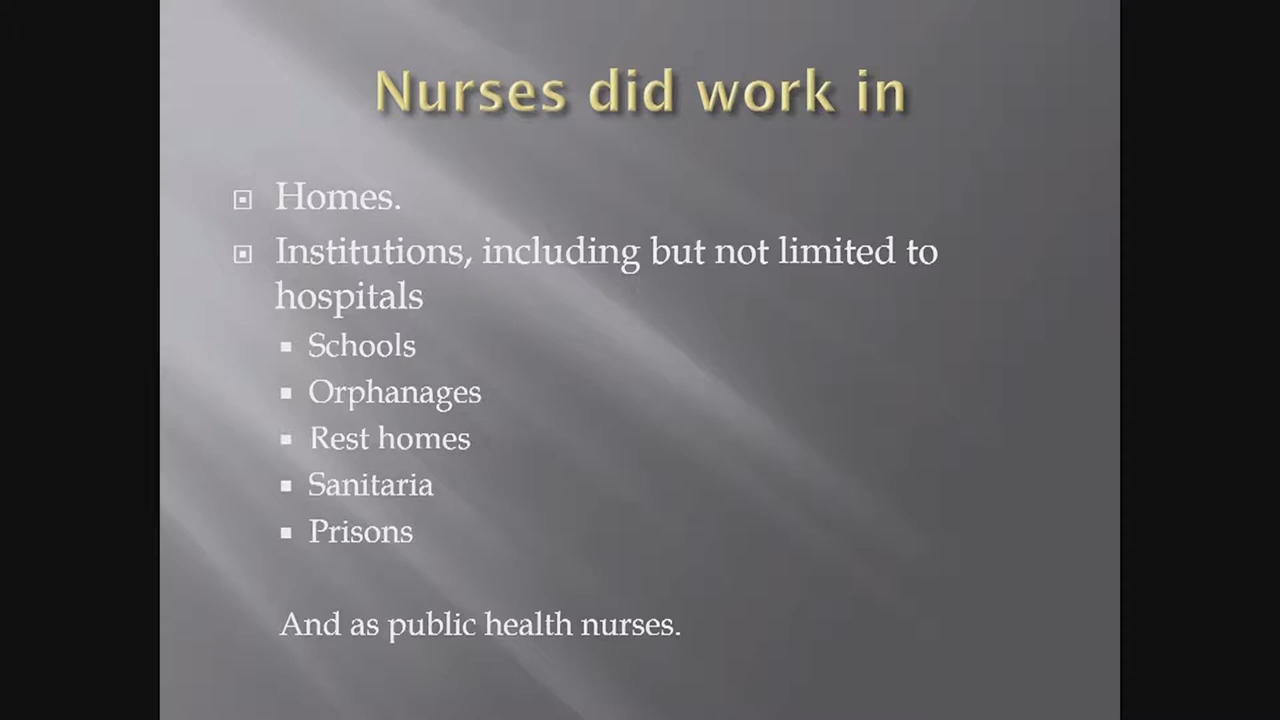 Nurses did work in
Homes.
Institutions, including but not limited to
hospitals
Schools
Orphanages
Rest homes
Sanitaria
Prisons
And as public health nurses.